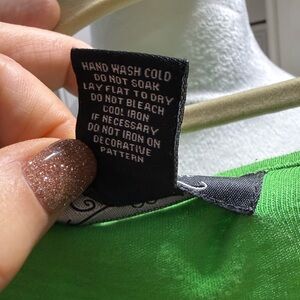 HAND WASH COLD
DO NOT SOAK
LAY FLAT TO DRY
DO NOT BLEACH
COOL IRON
IF NECESSARY
DO NOT IRON ON
DECORATIVE
PATTERN